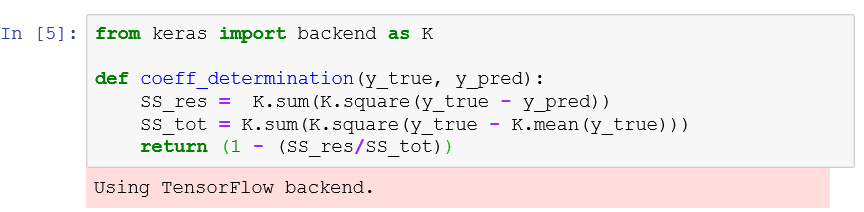 In [5]: from keras import backend as K
def coeff_determination(y_true, y_pred):
    SS_res =  K.sum(K.square(y_true - y_pred))
    SS_tot = K.sum(K.square(y_true - K.mean(y_true)))
    return (1 - (SS_res/SS_tot))
Using TensorFlow backend.